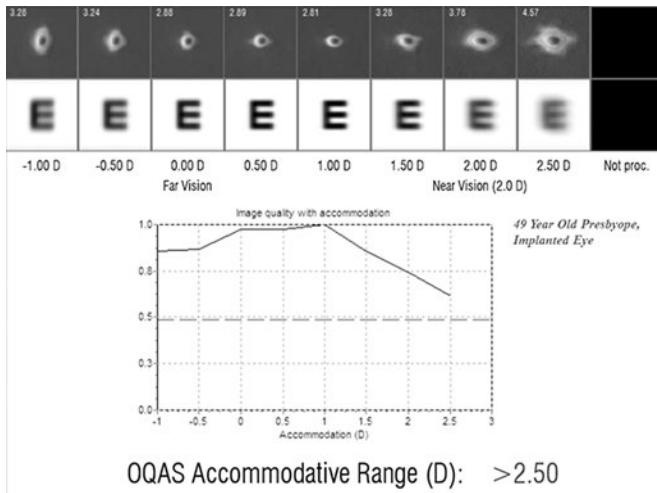 3.28 3.24 2.88 2.89 2.81 3.28 3.78 4.57
E E E E E E E E
-1.00 D -0.50 D 0.00 D 0.50 D 1.00 D 1.50 D 2.00 D 2.50 D Not proc.
Far Vision Near Vision (2.0 D)
Image quality with accommodation
49 Year Old Presbyope,
Implanted Eye
1.0
0.8
0.5
0.3
0.0
-1 -0.5 0 0.5 1 1.5 2 2.5 3
Accommodation (D)
OQAS Accommodative Range (D): >2.50